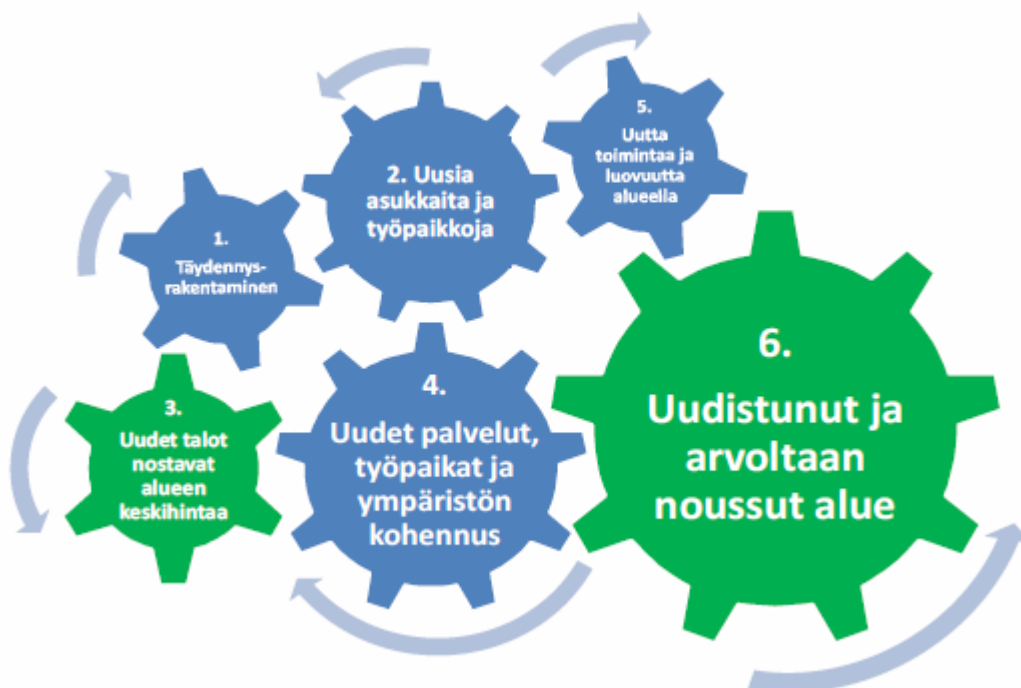 1.
Täydennys-
rakentaminen
2. Uusia
asukkaita ja
työpaikkoja
3.
Uudet talot
nostavat
alueen
keskihintaa
4.
Uudet palvelut,
työpaikat ja
ympäristön
kohennus
5.
Uutta
toimintaa ja
luovuutta
alueella
6.
Uudistunut ja
arvoltaan
noussut alue